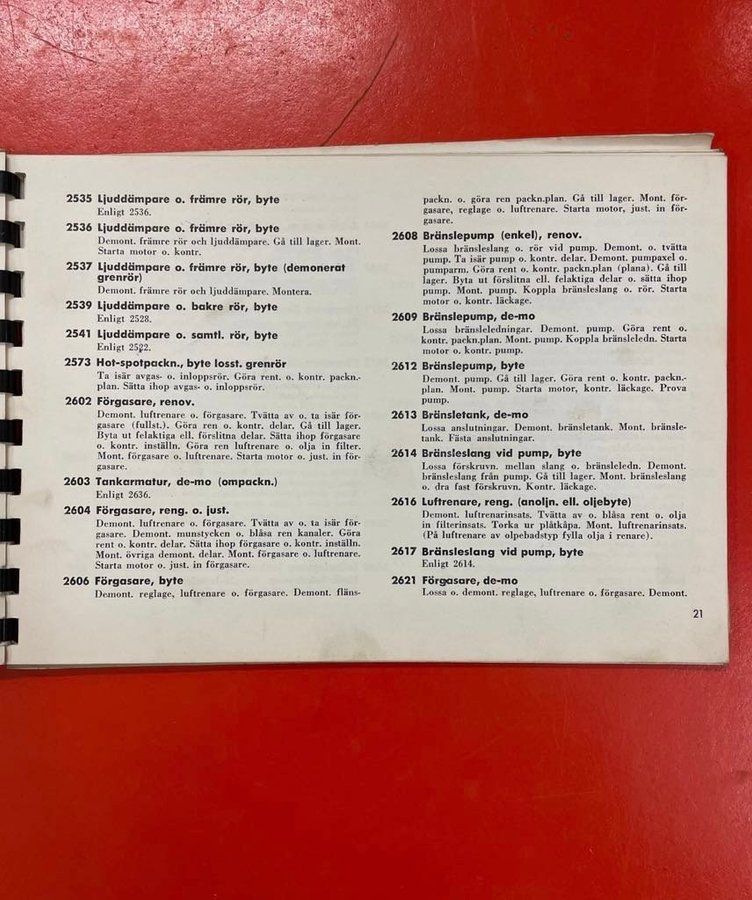 2535 Ljuddämpare o. främre rör, byte
Enligt 2536.
2536 Ljuddämpare o. främre rör, byte
Demont. främre rör och ljuddämpare. Gå till lager. Mont.
Starta motor o. kontr.
2537 Ljuddämpare o. främre rör, byte (demonerat
grenrör)
Demont. främre rör och ljuddämpare. Montera.
2539 Ljuddämpare o. bakre rör, byte
Enligt 2528.
2541 Ljuddämpare o. samtl. rör, byte
Enligt 2522.
2573 Hot-spotpackn., byte losst. grenrör
Ta isär avgas- o. inloppsrör. Göra rent. o. kontr. packn.-
plan. Sätta ihop avgas- o. inloppsrör.
2602 Förgasare, renov.
Demont. luftrenare o. förgasare. Tvätta av o. ta isär för-
gasare (fullst.). Göra ren o. kontr. delar. Gå till lager.
Byta ut felaktiga ell. förslitna delar. Sätta ihop förgasare
o. kontr. inställn. Göra ren luftrenare o. olja in filter.
Mont. förgasare o. luftrenare. Starta motor o. just. in för-
gasare.
2603 Tankarmatur, de-mo (ompackn.)
Enligt 2636.
2604 Förgasare, reng. o. just.
Demont. luftrenare o. förgasare. Tvätta av o. ta isär för-
gasare. Demont. munstycken o. blåsa ren kanaler. Göra
rent o. kontr. delar. Sätta ihop förgasare o. kontr. inställn.
Mont. övriga demont. delar. Mont. förgasare o. luftrenare.
Starta motor o. just. in förgasare.
2606 Förgasare, byte
Demont. reglage, luftrenare o. förgasare. Demont. fläns-
packn. o. göra ren packn.plan. Gå till lager. Mont. för-
gasare, reglage o. luftrenare. Starta motor, just. in för-
gasare.
2608 Bränslepump (enkel), renov.
Lossa bränsleslang o. rör vid pump. Demont. o. tvätta
pump. Ta isär pump o. kontr. delar. Demont. pumpaxel o.
pumparm. Göra rent o. kontr. packn.plan (plana). Gå till
lager. Byta ut förslitna ell. felaktiga delar o. sätta ihop
pump. Mont. pump. Koppla bränsleslang o. rör. Starta
motor o. kontr. läckage.
2609 Bränslepump, de-mo
Lossa bränsleledningar. Demont. pump. Göra rent o.
kontr. packn.plan. Mont. pump. Koppla bränsleledn. Starta
motor o. kontr. pump.
2612 Bränslepump, byte
Demont. pump. Gå till lager. Göra rent o. kontr. packn.-
plan. Mont. pump. Starta motor, kontr. läckage. Prova
pump.
2613 Bränsletank, de-mo
Lossa anslutningar. Demont. bränsletank. Mont. bränsle-
tank. Fästa anslutningar.
2614 Bränsleslang vid pump, byte
Lossa förskruvn. mellan slang o. bränsleledn. Demont.
bränsleslang från pump. Gå till lager. Mont. bränsleslang
o. dra fast förskruvn. Kontr. läckage.
2616 Luftrenare, reng. (anoljn. ell. oljebyte)
Demont. luftrenarinsats. Tvätta av o. blåsa rent o. olja
in filterinsats. Torka ur plåtkåpa. Mont. luftrenarinsats.
(På luftrenare av olpebadstyp fylla olja i renare).
2617 Bränsleslang vid pump, byte
Enligt 2614.
2621 Förgasare, de-mo
Lossa o. demont. reglage, luftrenare o. förgasare. Demont.
21